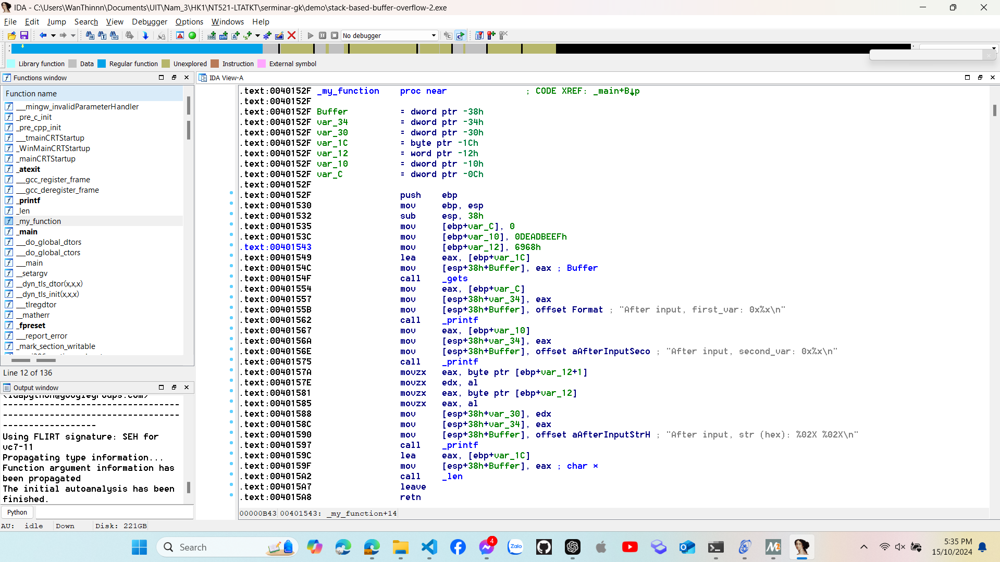 IDA - C:\Users\WanThinnn\Documents\UIT\Nam_3\HK1\NT521-LTATKT\serminar-gk\demo\stack-based-buffer-overflow-2.exe
File Edit Jump Search View Debugger Options Windows Help
No debugger
Library function Data Regular function Unexplored Instruction External symbol
Functions window
Function name
___mingw_invalidParameterHandler
_pre_c_init
_pre_cpp_init
___tmainCRTStartup
_WinMainCRTStartup
_mainCRTStartup
_atexit
___gcc_register_frame
___gcc_deregister_frame
_printf
_len
_my_function
_main
___do_global_dtors
___do_global_ctors
___main
__setargv
__dyn_tls_dtor(x,x,x)
__dyn_tls_init(x,x,x)
___tlregdtor
__matherr
_fpreset
___report_error
_mark_section_writable
Line 12 of 136
Output window
<idapython@googlegroups.com>
----------------------------------
----------------------------------
------------------
Using FLIRT signature: SEH for
vc7-11
Propagating type information...
Function argument information has
been propagated
The initial autoanalysis has been
finished.
Python
AU: idle Down Disk: 221GB
IDA View-A
.text:0040152F _my_function proc near ; CODE XREF: _main+B↓p
.text:0040152F
.text:0040152F Buffer = dword ptr -38h
.text:0040152F var_34 = dword ptr -34h
.text:0040152F var_30 = dword ptr -30h
.text:0040152F var_1C = byte ptr -1Ch
.text:0040152F var_12 = word ptr -12h
.text:0040152F var_10 = dword ptr -10h
.text:0040152F var_C = dword ptr -0Ch
.text:0040152F
.text:0040152F push ebp
.text:00401530 mov ebp, esp
.text:00401532 sub esp, 38h
.text:00401535 mov [ebp+var_C], 0
.text:0040153C mov [ebp+var_10], 0DEADBEEFh
.text:00401543 mov [ebp+var_12], 6968h
.text:00401549 lea eax, [ebp+var_1C]
.text:0040154C mov [esp+38h+Buffer], eax ; Buffer
.text:0040154F call _gets
.text:00401554 mov eax, [ebp+var_C]
.text:00401557 mov [esp+38h+var_34], eax
.text:0040155B mov [esp+38h+Buffer], offset Format ; "After input, first_var: 0x%x\n"
.text:00401562 call _printf
.text:00401567 mov eax, [ebp+var_10]
.text:0040156A mov [esp+38h+var_34], eax
.text:0040156E mov [esp+38h+Buffer], offset aAfterInputSeco ; "After input, second_var: 0x%x\n"
.text:00401575 call _printf
.text:0040157A movzx eax, byte ptr [ebp+var_12+1]
.text:0040157E movzx edx, al
.text:00401581 movzx eax, byte ptr [ebp+var_12]
.text:00401585 movzx eax, al
.text:00401588 mov [esp+38h+var_30], edx
.text:0040158C mov [esp+38h+var_34], eax
.text:00401590 mov [esp+38h+Buffer], offset aAfterInputStrH ; "After input, str (hex): %02X %02X\n"
.text:00401597 call _printf
.text:0040159C lea eax, [ebp+var_1C]
.text:0040159F mov [esp+38h+Buffer], eax ; char *
.text:004015A2 call _len
.text:004015A7 leave
.text:004015A8 retn
00000B43 00401543: _my_function+14
Search
4
Zalo
5:35 PM
15/10/2024